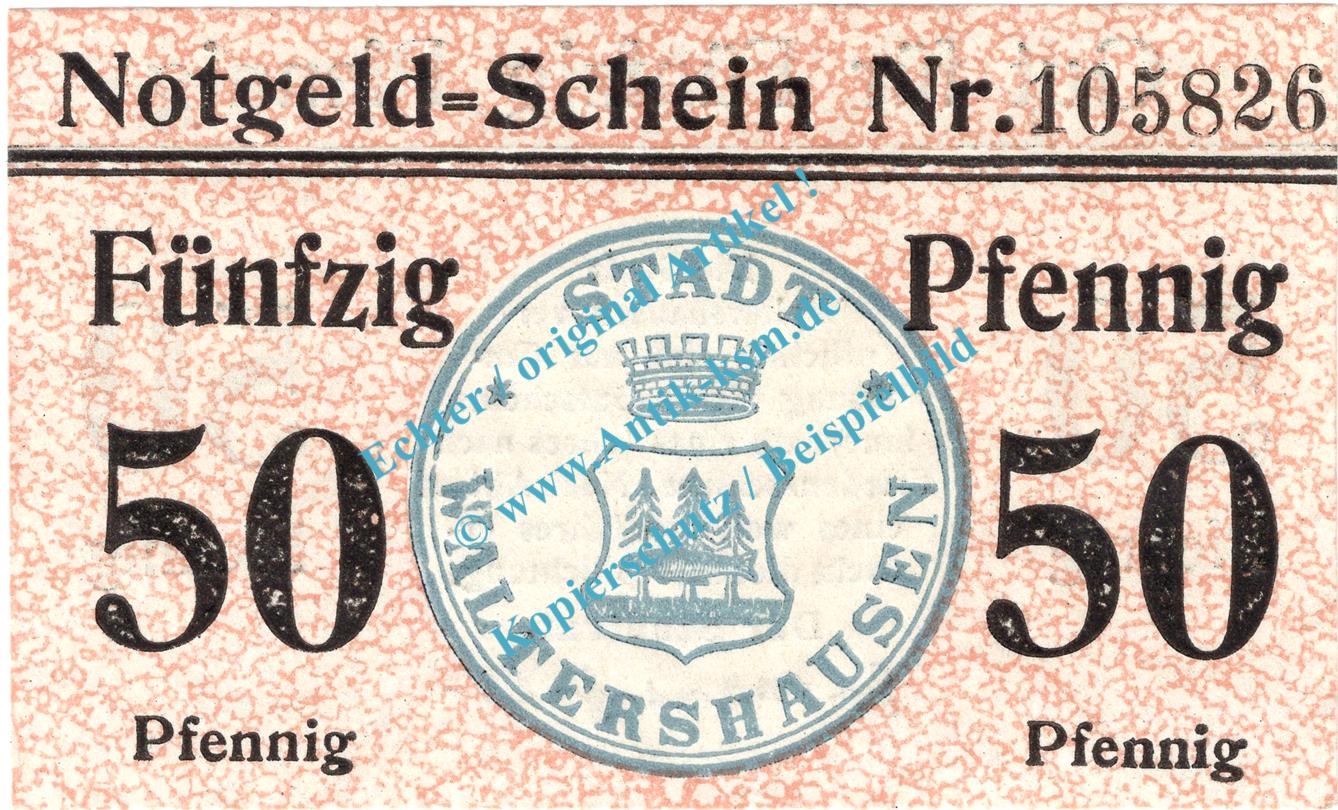 Notgeld=Schein Nr. 105826
Fünfzig Pfennig
50 50
Pfennig Pfennig
STADT
WALTERSHAUSEN
Echter / original Artikel !
© www.Antik-ksm.de
Kopierschutz / Beispielbild